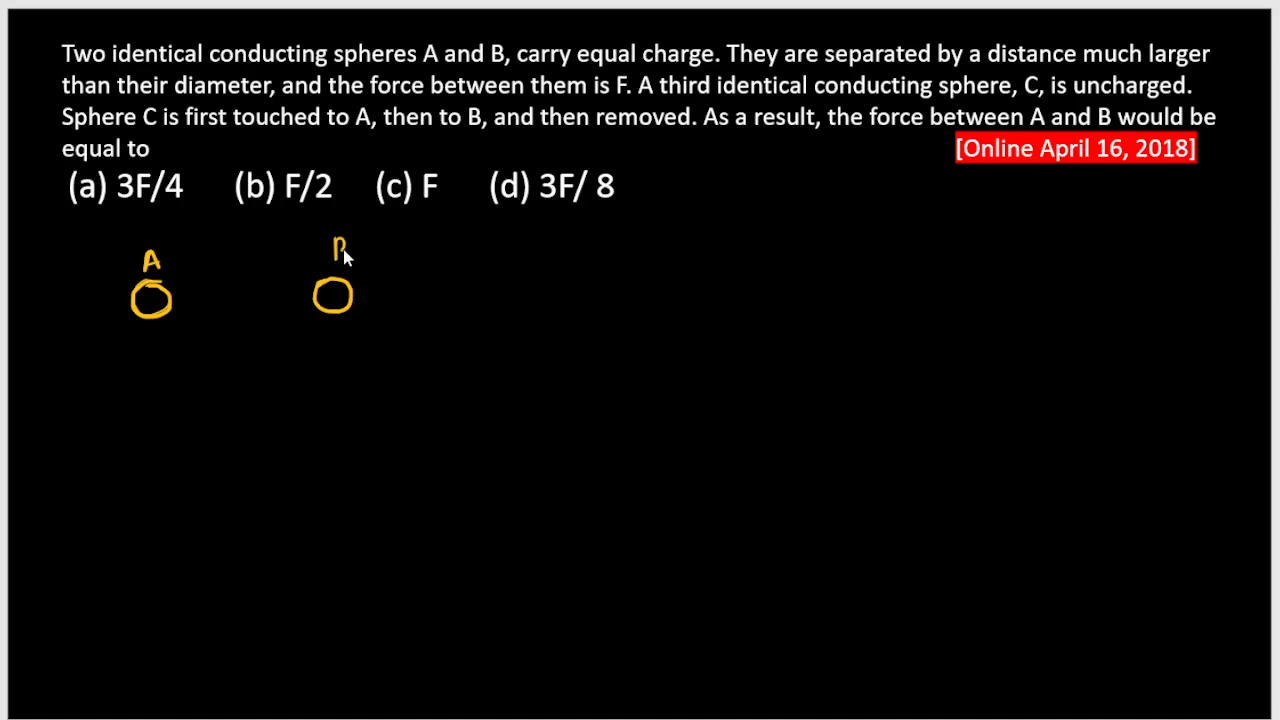 Two identical conducting spheres A and B, carry equal charge. They are separated by a distance much larger
than their diameter, and the force between them is F. A third identical conducting sphere, C, is uncharged.
Sphere C is first touched to A, then to B, and then removed. As a result, the force between A and B would be
equal to [Online April 16, 2018]
(a) 3F/4 (b) F/2 (c) F (d) 3F/ 8
A